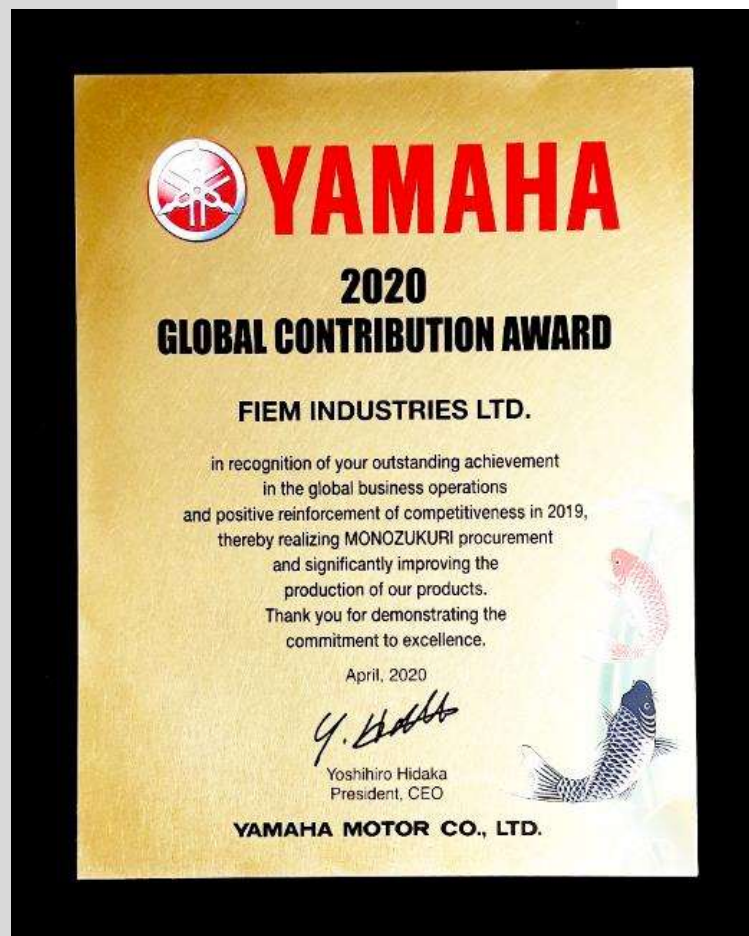 YAMAHA
2020
GLOBAL CONTRIBUTION AWARD
FIEM INDUSTRIES LTD.
in recognition of your outstanding achievement
in the global business operations
and positive reinforcement of competitiveness in 2019,
thereby realizing MONOZUKURI procurement
and significantly improving the
production of our products.
Thank you for demonstrating the
commitment to excellence.
April, 2020
Y. Hidaka
Yoshihiro Hidaka
President, CEO
YAMAHA MOTOR CO., LTD.